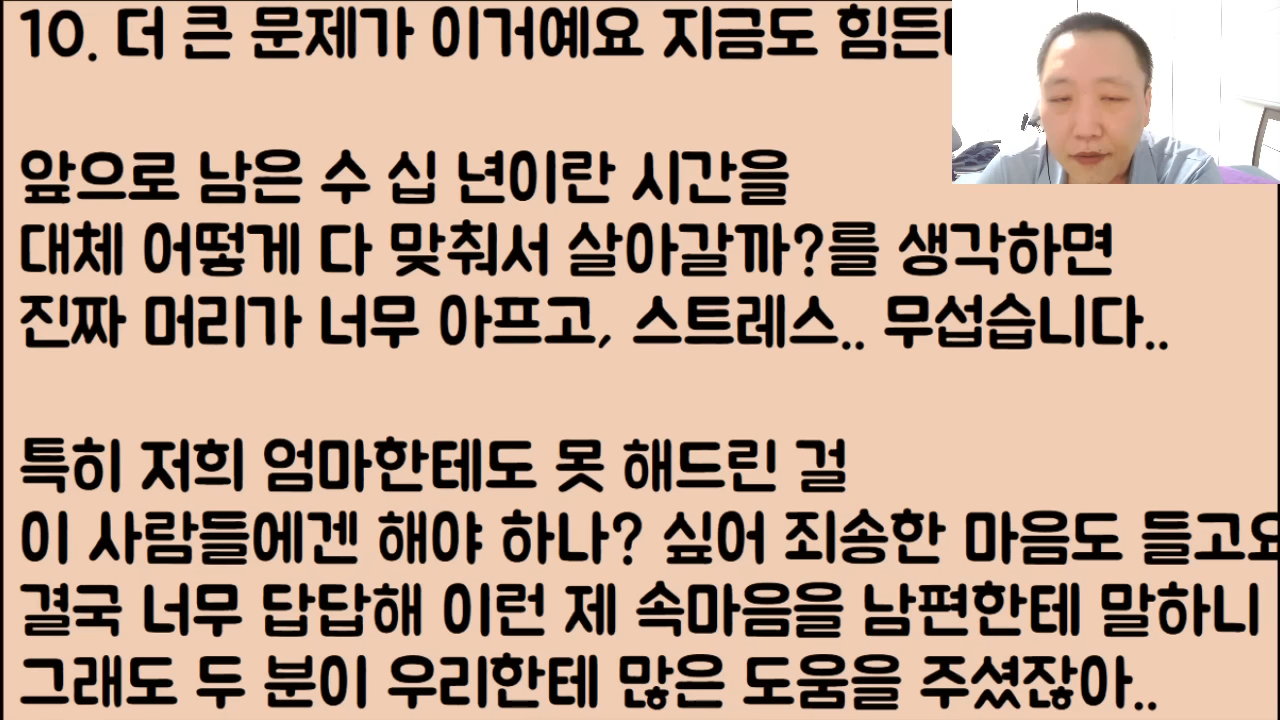 10. 더 큰 문제가 이거예요 지금도
앞으로 남은 수 십 년이란 시간을
대체 어떻게 다 맞춰서 살아갈까?를 생각하면
진짜 머리가 너무 아프고, 스트레스.. 무섭습니다..
특히 저희 엄마한테도 못 해드린 걸
이 사람들에겐 해야 하나? 싶어 죄송한 마음도 들고요
결국 너무 답답해 이런 제 속마음을 남편한테 말하니
그래도 두 분이 우리한테 많은 도움을 주셨잖아..